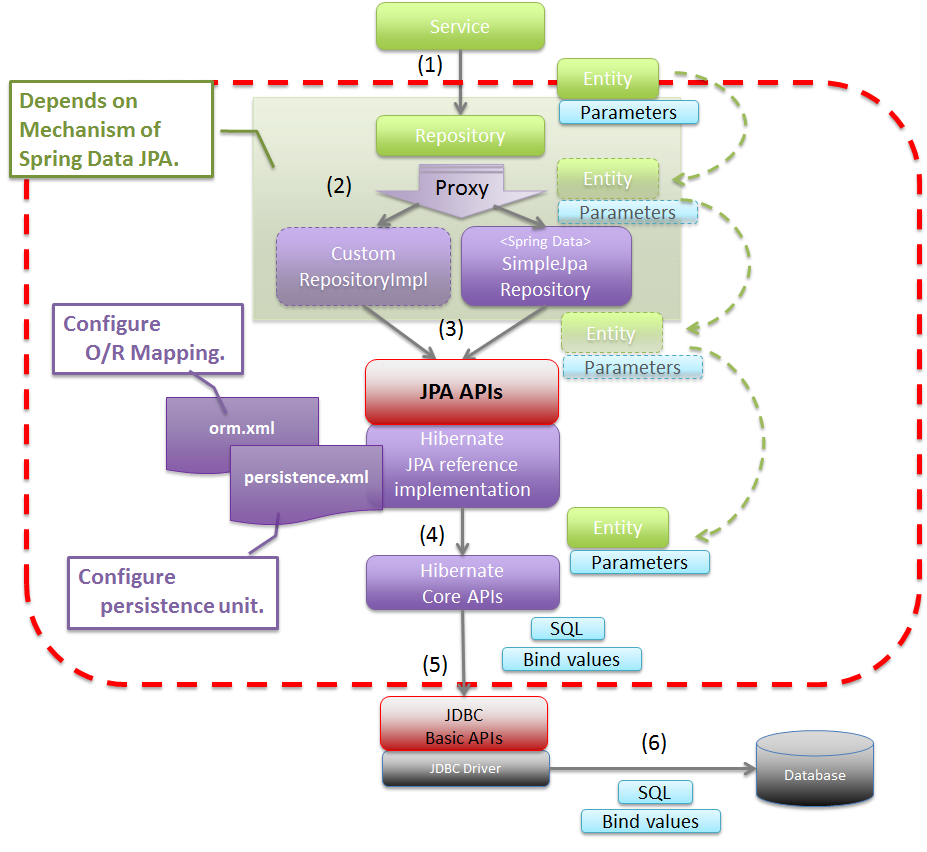 Service
(1)
Entity
Parameters
Depends on
Mechanism of
Spring Data JPA.
Repository
(2)
Proxy
Entity
Parameters
Custom
RepositoryImpl
<Spring Data>
SimpleJpa
Repository
(3)
Entity
Parameters
Configure
O/R Mapping.
JPA APIs
orm.xml
Hibernate
JPA reference
implementation
persistence.xml
(4)
Entity
Parameters
Configure
persistence unit.
Hibernate
Core APIs
SQL
Bind values
(5)
JDBC
Basic APIs
JDBC Driver
(6)
Database
SQL
Bind values